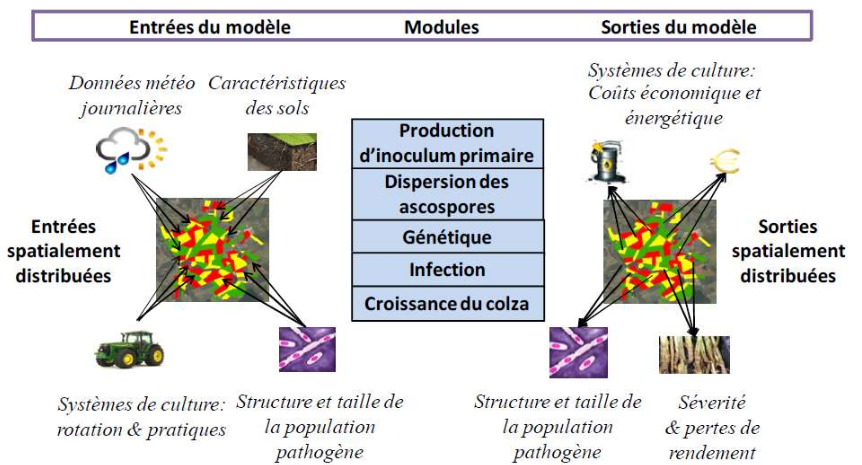 Entrées du modèle
Modules
Sorties du modèle
Données météo
journalières
Caractéristiques
des sols
Entrées
spatialement
distribuées
Systèmes de culture:
rotation & pratiques
Structure et taille de
la population
pathogène
Production
d'inoculum primaire
Dispersion des
ascospores
Génétique
Infection
Croissance du colza
Systèmes de culture:
Coûts économique et
énergétique
Sorties
spatialement
distribuées
Structure et taille de
la population
pathogène
Séverité
& pertes de
rendement